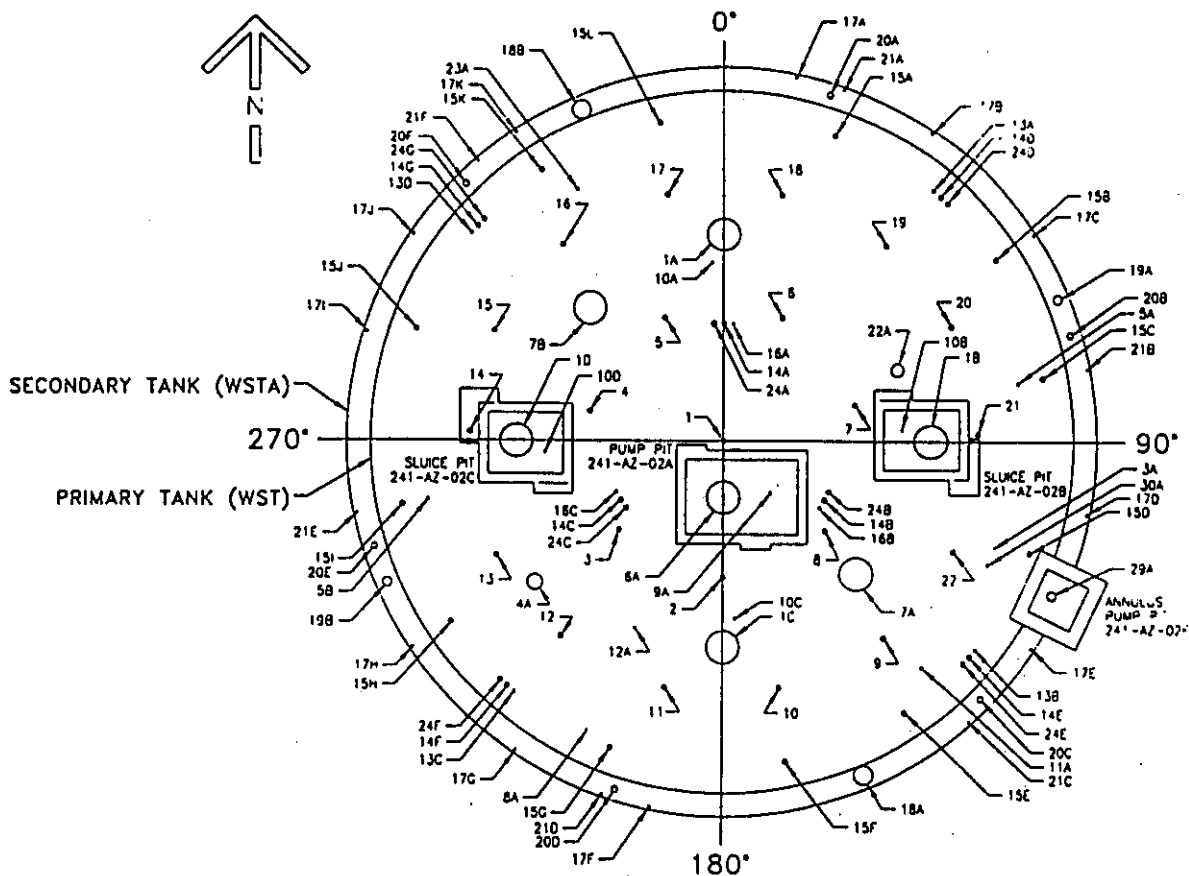 0°
17A
15L
20A
18B
21A
23A
15A
17K
15K
17B
21F
13A
20F
14D
24G
24D
14G
13D
17
18
15B
17C
17J
16
19
N
1A
10A
15J
19A
6
15
20
20B
17I
7B
5
22A
5A
16A
10B
1B
15C
14A
21B
24A
SECONDARY TANK (WSTA)
14
1D
10D
4
1
7
21
270°
PUMP PIT
241-AZ-02A
90°
SLUICE PIT
241-AZ-02C
SLUICE PIT
241-AZ-02B
3A
30A
PRIMARY TANK (WST)
17D
15D
16C
24B
14C
14B
21E
24C
16B
15I
3
8
20E
6A
27
29A
5B
13
9A
4A
2
7A
ANNULUS
PUMP
19B
12
10C
1C
12A
9
17H
17E
15H
13B
14E
24F
11
10
24E
14F
20C
13C
11A
17G
21C
8A
15E
15G
18A
21D
20D
15F
17F
180°